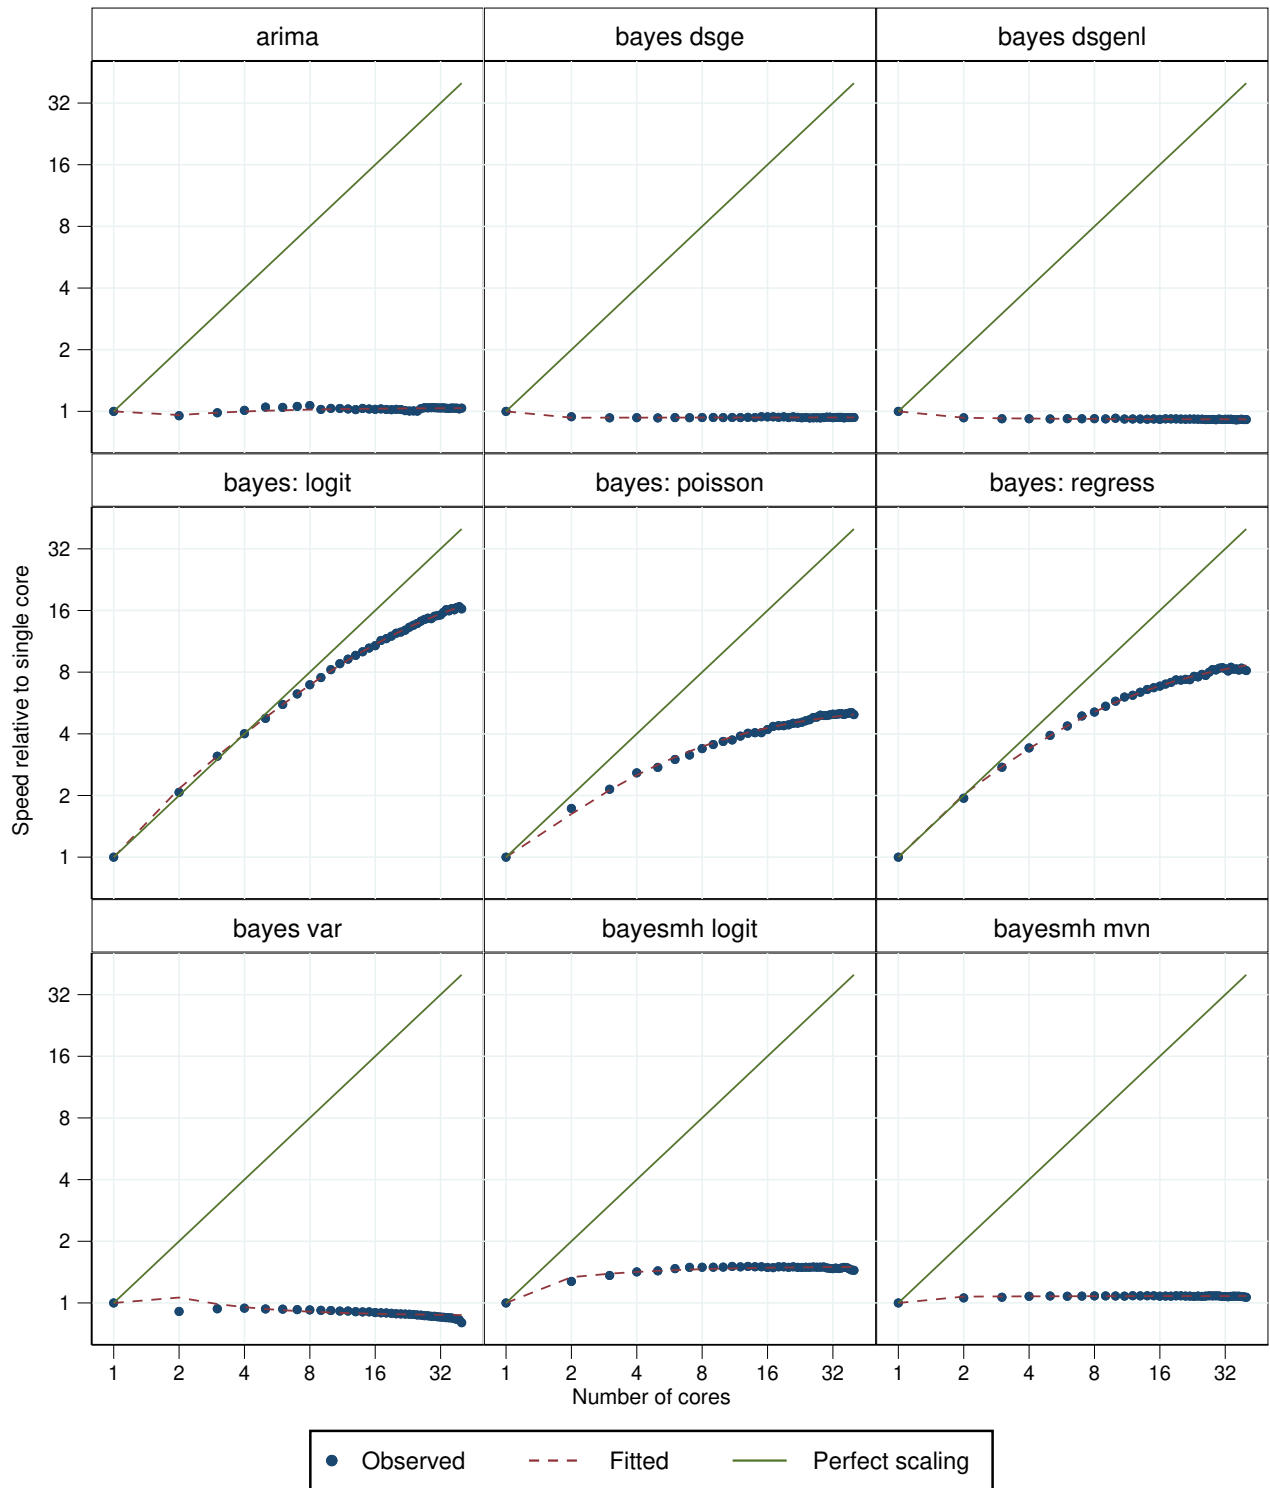 arima
bayes dsge
bayes dsgenl
32
16
8
4
2
1
bayes: logit
bayes: poisson
bayes: regress
32
16
8
4
2
1
Speed relative to single core
bayes var
bayesmh logit
bayesmh mvn
32
16
8
4
2
1
1 2 4 8 16 32 1 2 4 8 16 32 1 2 4 8 16 32
Number of cores
Observed Fitted Perfect scaling